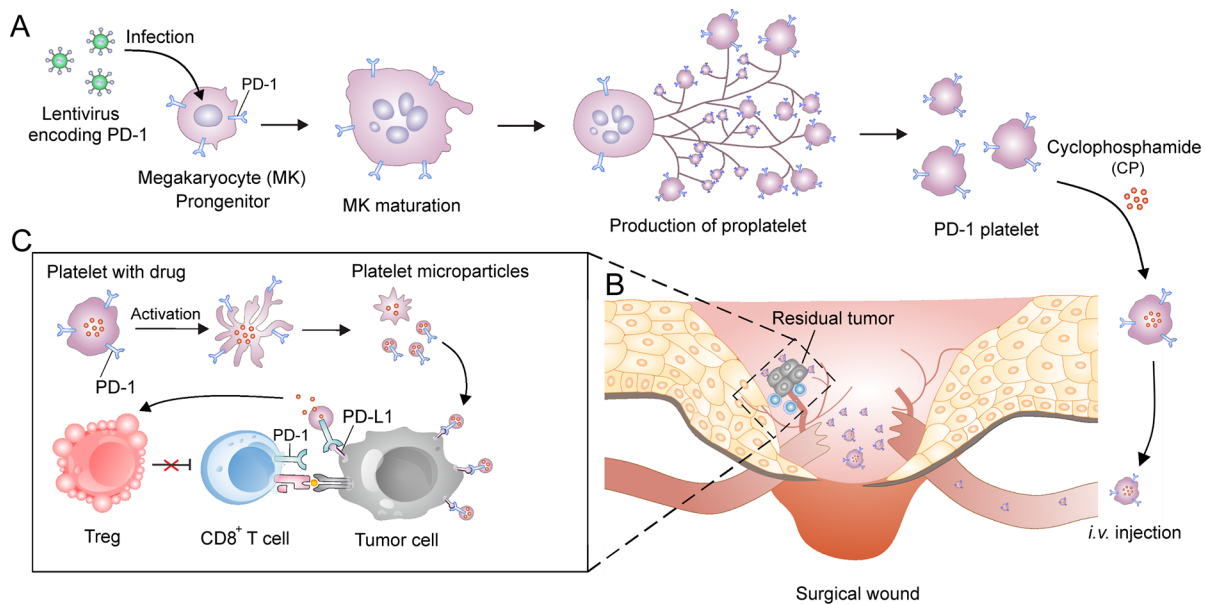 A
Infection
Lentivirus
encoding PD-1
PD-1
Megakaryocyte (MK)
Prongenitor
MK maturation
Production of proplatelet
PD-1 platelet
Cyclophosphamide
(CP)
C
Platelet with drug
Activation
Platelet microparticles
PD-1
PD-L1
PD-1
Treg
CD8+ T cell
Tumor cell
B
Residual tumor
i.v. injection
Surgical wound